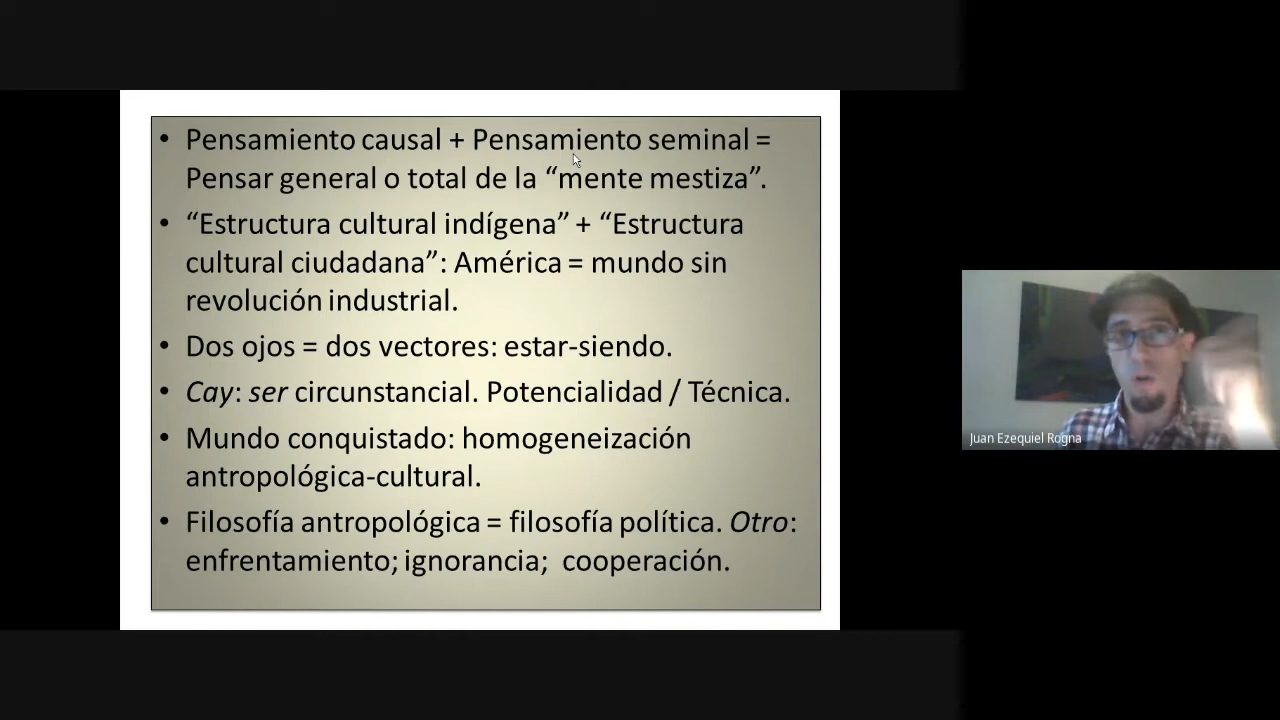 • Pensamiento causal + Pensamiento seminal =
Pensar general o total de la “mente mestiza”.
• “Estructura cultural indígena” + “Estructura
cultural ciudadana”: América = mundo sin
revolución industrial.
• Dos ojos = dos vectores: estar-siendo.
• Cay: ser circunstancial. Potencialidad / Técnica.
• Mundo conquistado: homogeneización
antropológica-cultural.
• Filosofía antropológica = filosofía política. Otro:
enfrentamiento; ignorancia;  cooperación.
Juan Ezequiel Rogna